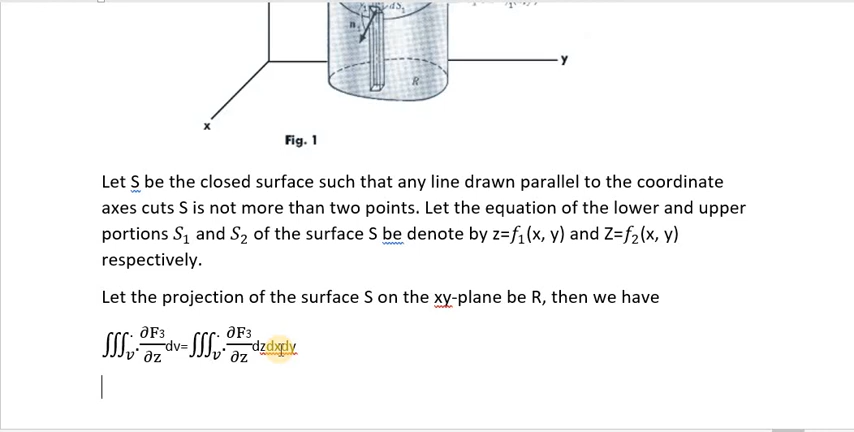 n
y
R
x
Fig. 1
Let S be the closed surface such that any line drawn parallel to the coordinate
axes cuts S is not more than two points. Let the equation of the lower and upper
portions S₁ and S₂ of the surface S be denote by z=f₁(x, y) and Z=f₂(x, y)
respectively.
Let the projection of the surface S on the xy-plane be R, then we have
∭ᵥ ∂F3/∂z dv=∭ᵥ ∂F3/∂z dzdxdy